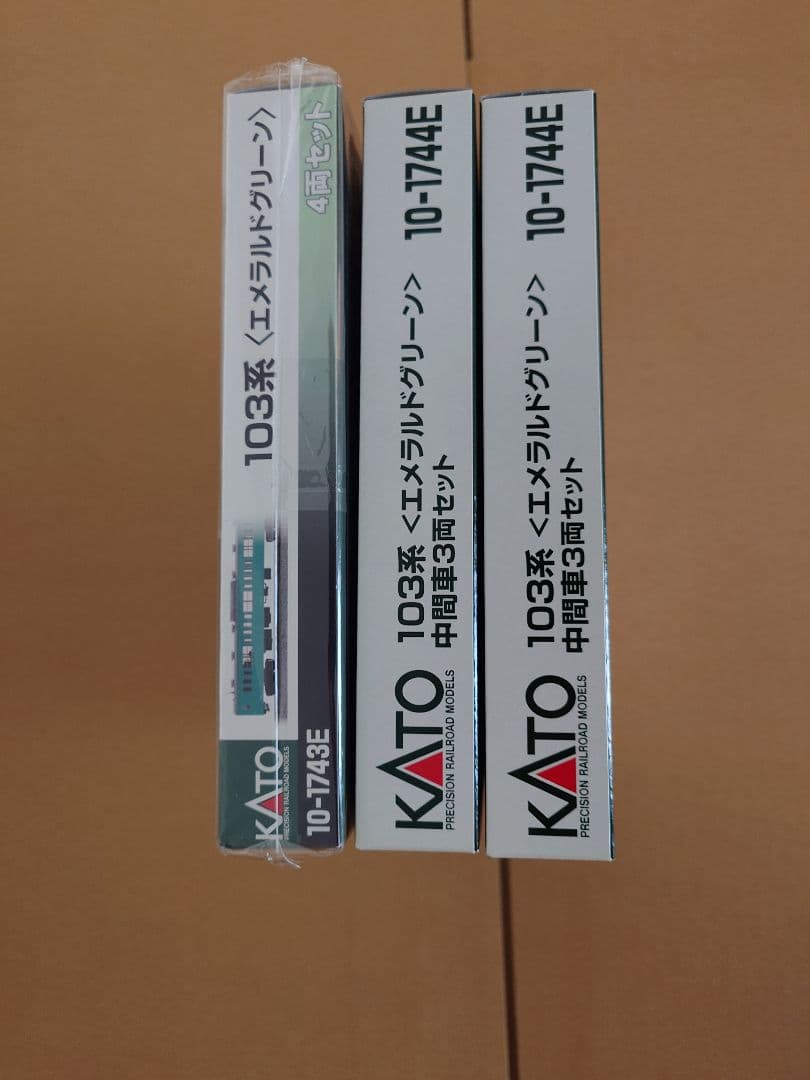 KATO
PRECISION RAILROAD MODELS
10-1743E
103系〈エメラルドグリーン〉
4両セット
KATO
PRECISION RAILROAD MODELS
103系 <エメラルドグリーン> 10-1744E
中間車3両セット
KATO
PRECISION RAILROAD MODELS
103系 <エメラルドグリーン> 10-1744E
中間車3両セット